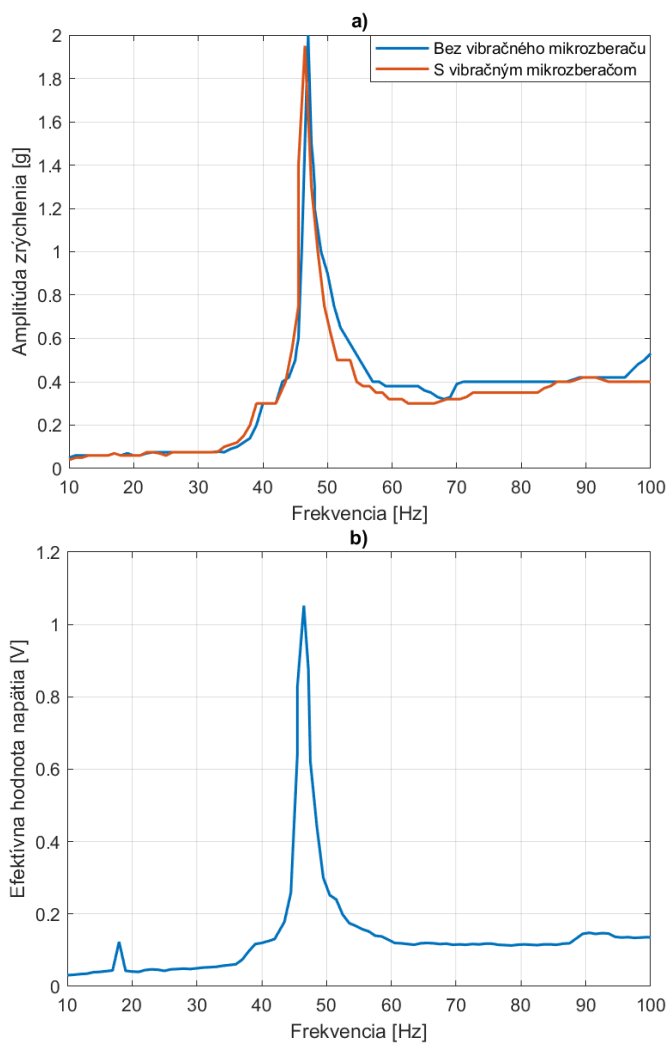 a)
Bez vibračného mikrozberaču
S vibračným mikrozberačom
2
1.8
1.6
1.4
1.2
1
0.8
0.6
0.4
0.2
0
Amplitúda zrýchlenia [g]
10 20 30 40 50 60 70 80 90 100
Frekvencia [Hz]
b)
1.2
1
0.8
0.6
0.4
0.2
0
Efektívna hodnota napätia [V]
10 20 30 40 50 60 70 80 90 100
Frekvencia [Hz]